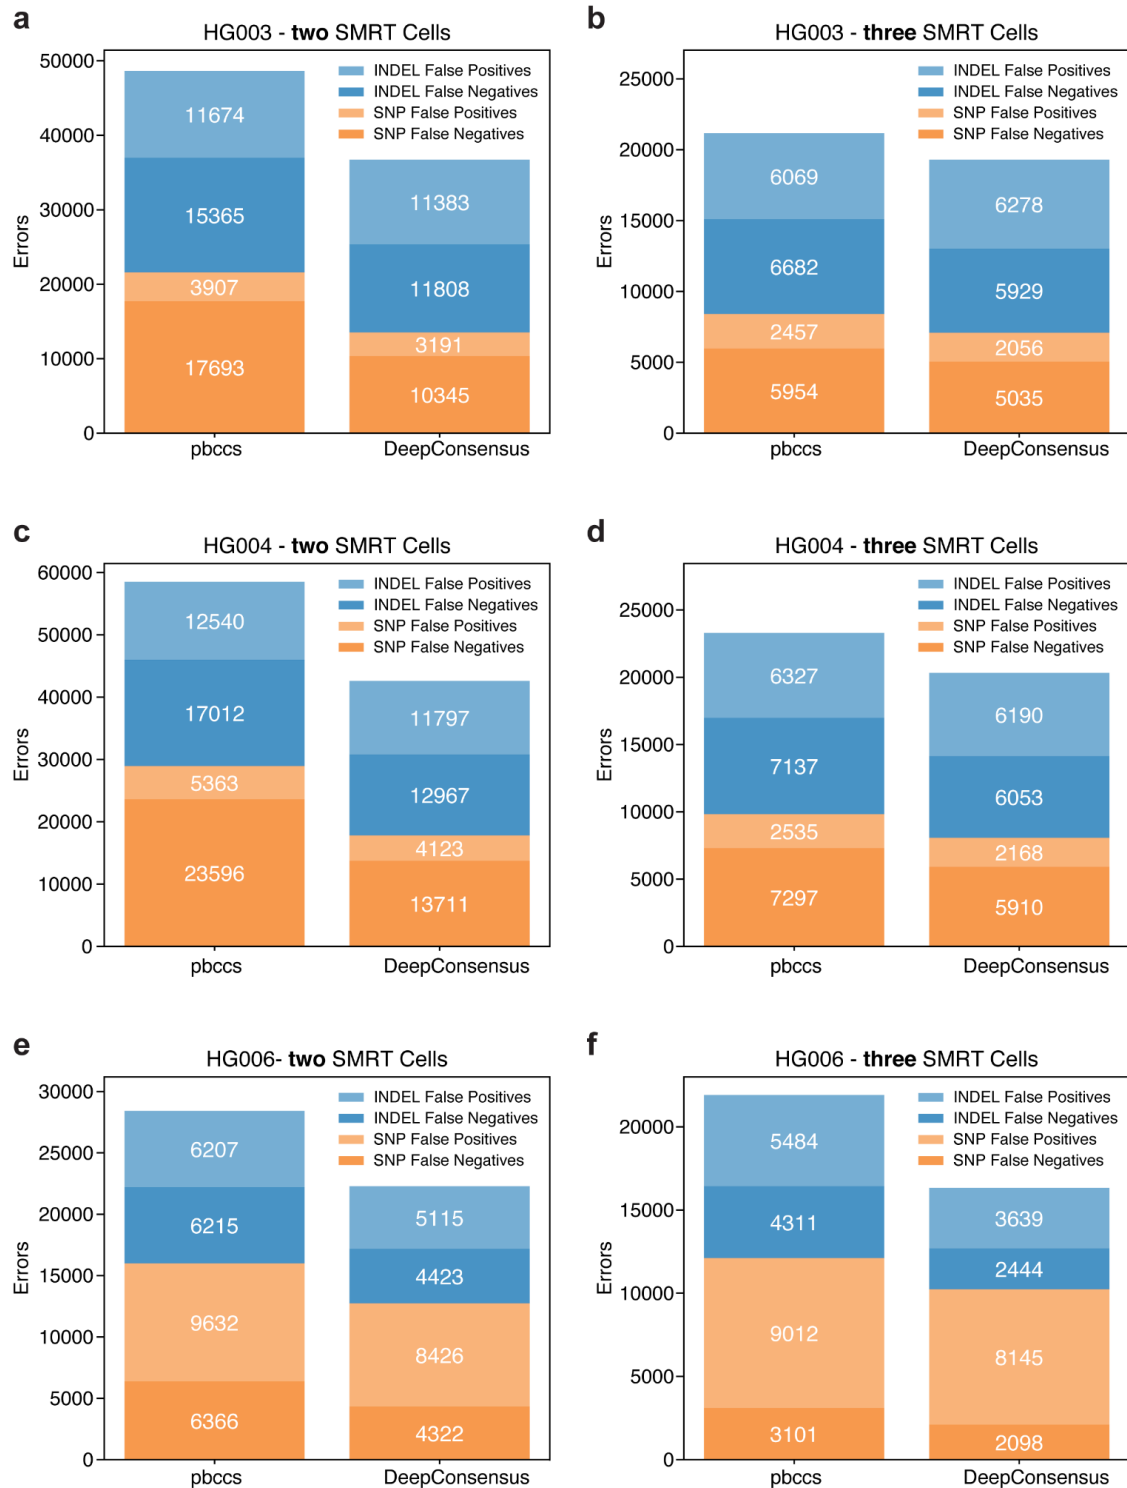 a
HG003 - two SMRT Cells
50000
40000
30000
20000
10000
0
Errors
INDEL False Positives
INDEL False Negatives
SNP False Positives
SNP False Negatives
11674
15365
3907
17693
11383
11808
3191
10345
pbccs
DeepConsensus
b
HG003 - three SMRT Cells
25000
20000
15000
10000
5000
0
Errors
INDEL False Positives
INDEL False Negatives
SNP False Positives
SNP False Negatives
6069
6682
2457
5954
6278
5929
2056
5035
pbccs
DeepConsensus
c
HG004 - two SMRT Cells
60000
50000
40000
30000
20000
10000
0
Errors
INDEL False Positives
INDEL False Negatives
SNP False Positives
SNP False Negatives
12540
17012
5363
23596
11797
12967
4123
13711
pbccs
DeepConsensus
d
HG004 - three SMRT Cells
25000
20000
15000
10000
5000
0
Errors
INDEL False Positives
INDEL False Negatives
SNP False Positives
SNP False Negatives
6327
7137
2535
7297
6190
6053
2168
5910
pbccs
DeepConsensus
e
HG006- two SMRT Cells
30000
25000
20000
15000
10000
5000
0
Errors
INDEL False Positives
INDEL False Negatives
SNP False Positives
SNP False Negatives
6207
6215
9632
6366
5115
4423
8426
4322
pbccs
DeepConsensus
f
HG006 - three SMRT Cells
20000
15000
10000
5000
0
Errors
INDEL False Positives
INDEL False Negatives
SNP False Positives
SNP False Negatives
5484
4311
9012
3101
3639
2444
8145
2098
pbccs
DeepConsensus